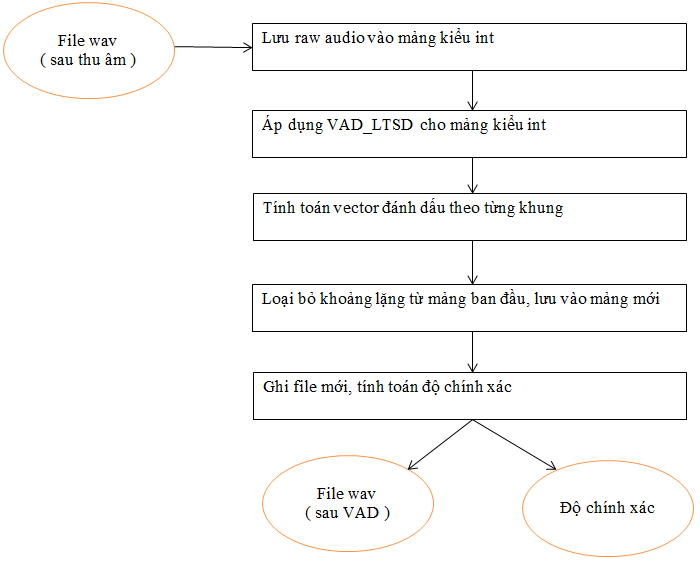 File wav
( sau thu âm )
Lưu raw audio vào mảng kiểu int
Áp dụng VAD_LTSD cho mảng kiểu int
Tính toán vector đánh dấu theo từng khung
Loại bỏ khoảng lặng từ mảng ban đầu, lưu vào mảng mới
Ghi file mới, tính toán độ chính xác
File wav
( sau VAD )
Độ chính xác